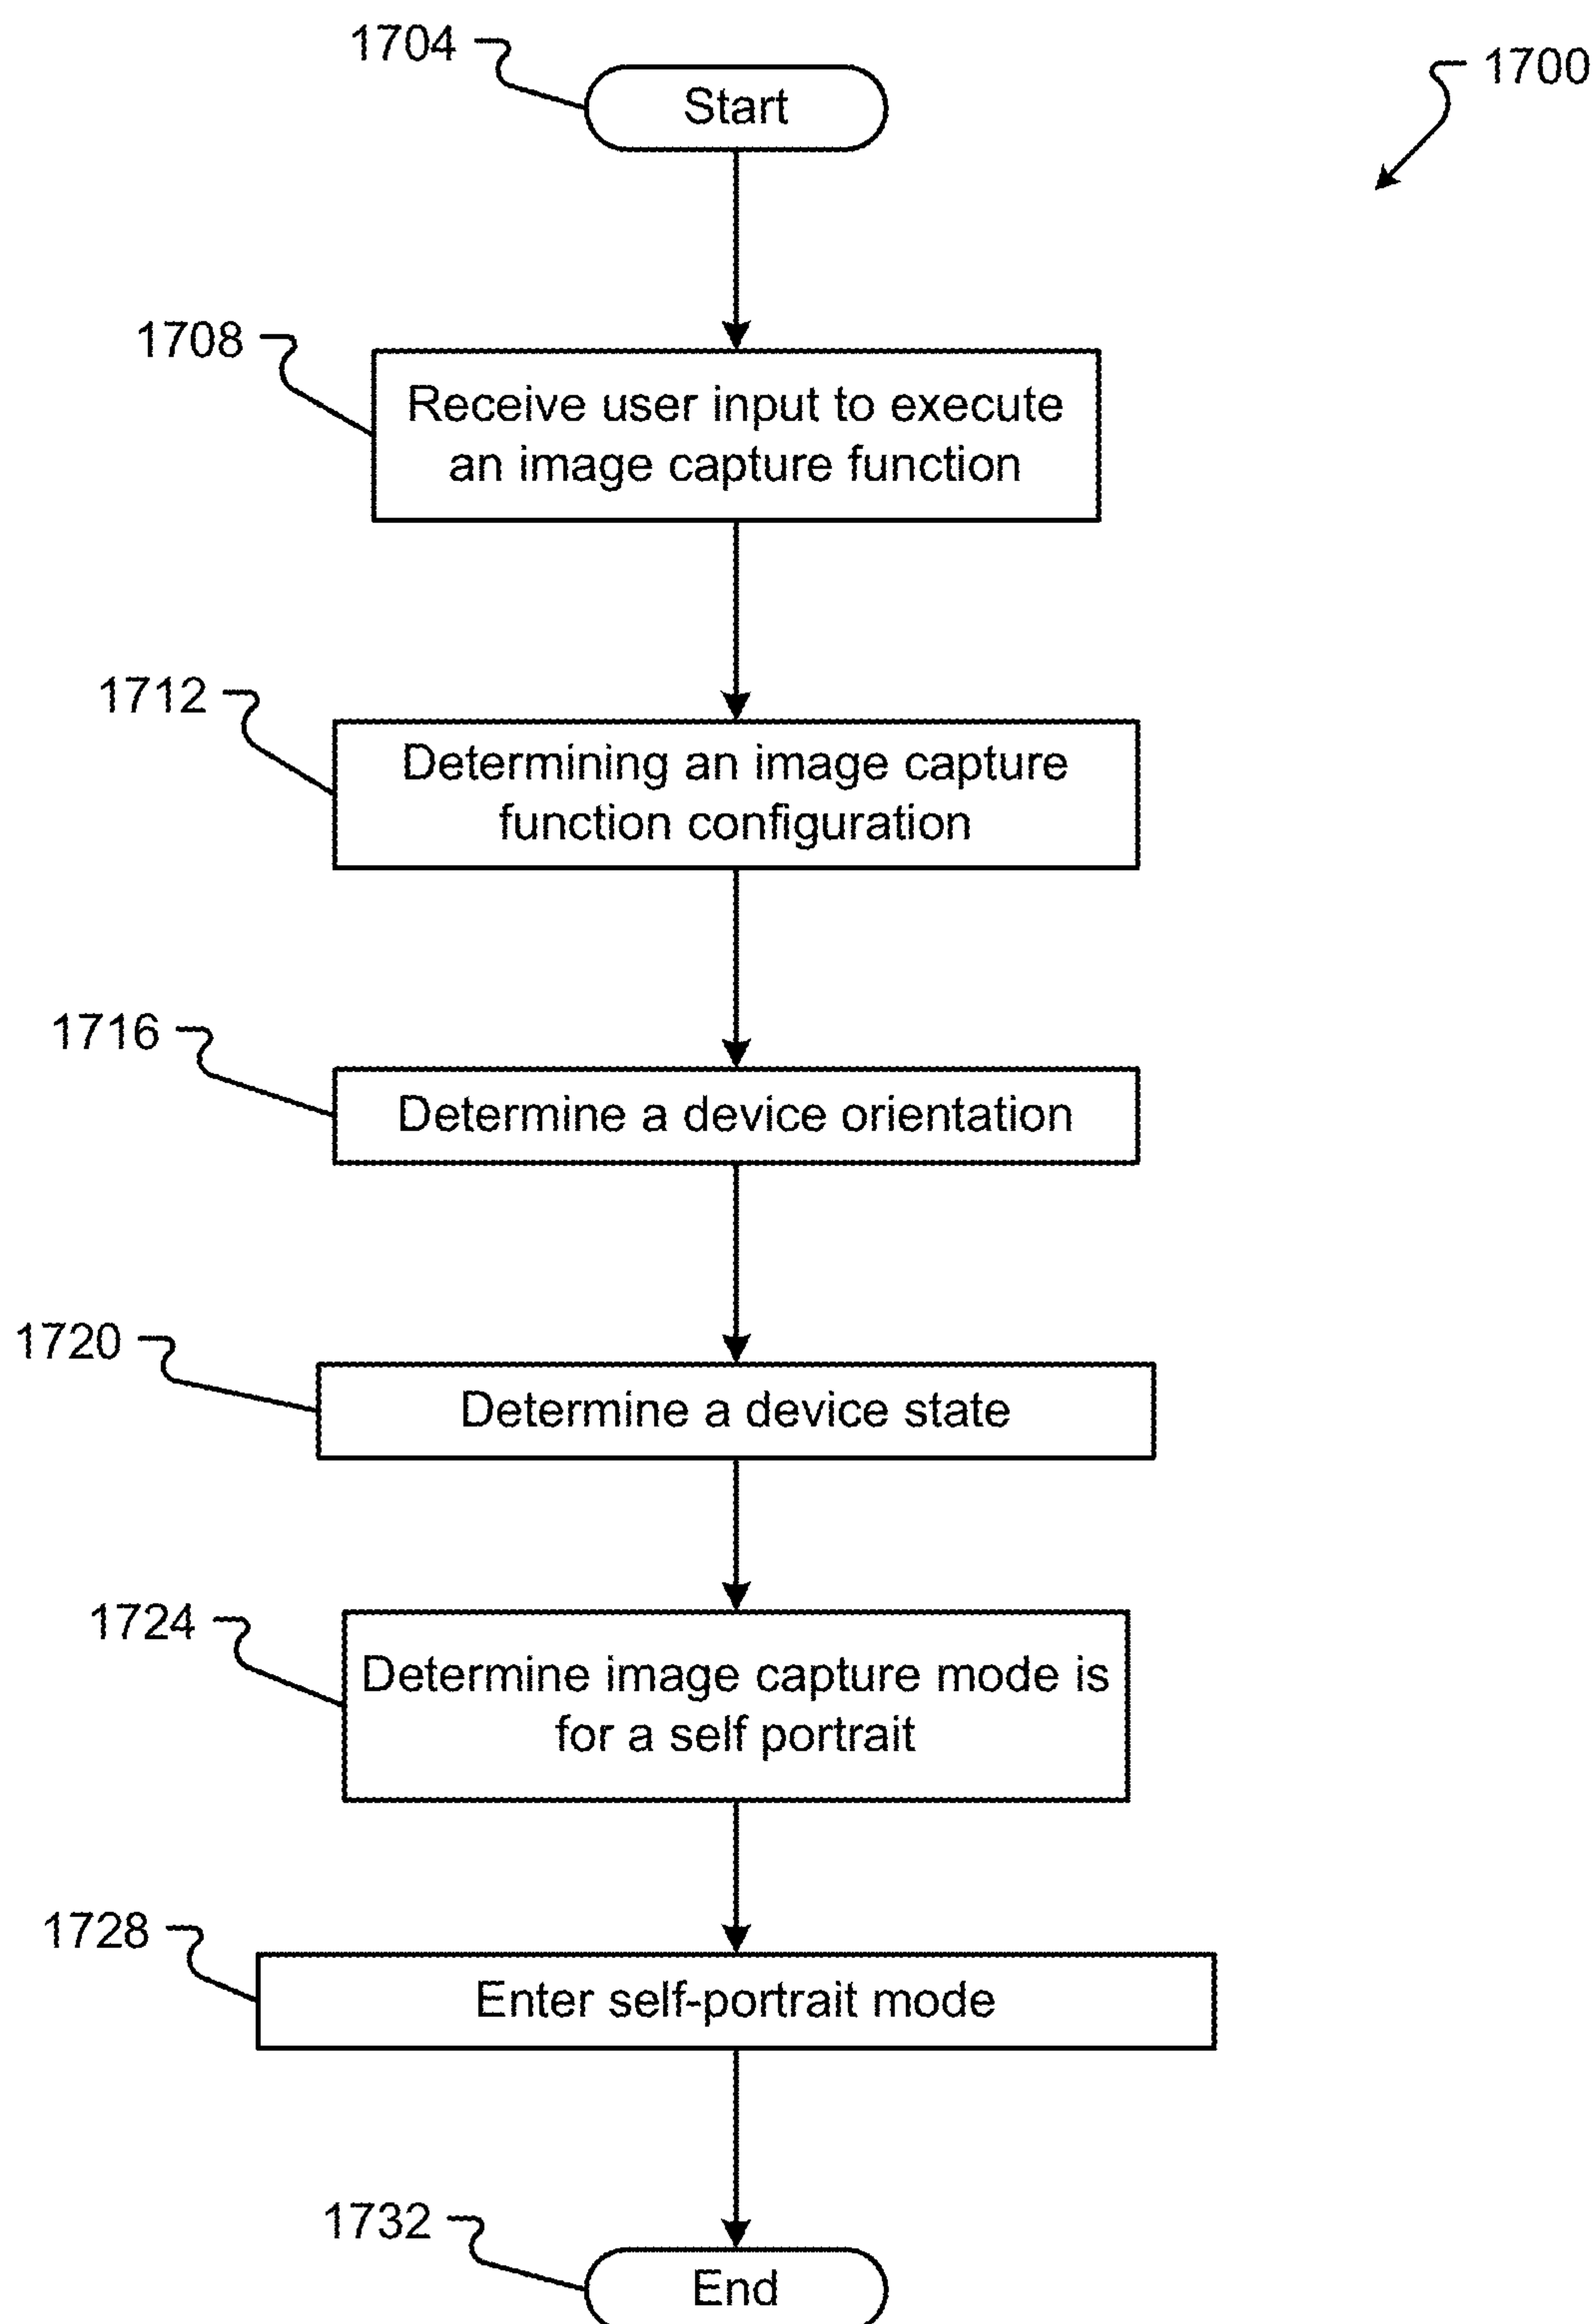 1704
Start
1700
1708
Receive user input to execute
an image capture function
1712
Determining an image capture
function configuration
1716
Determine a device orientation
1720
Determine a device state
1724
Determine image capture mode is
for a self portrait
1728
Enter self-portrait mode
1732
End